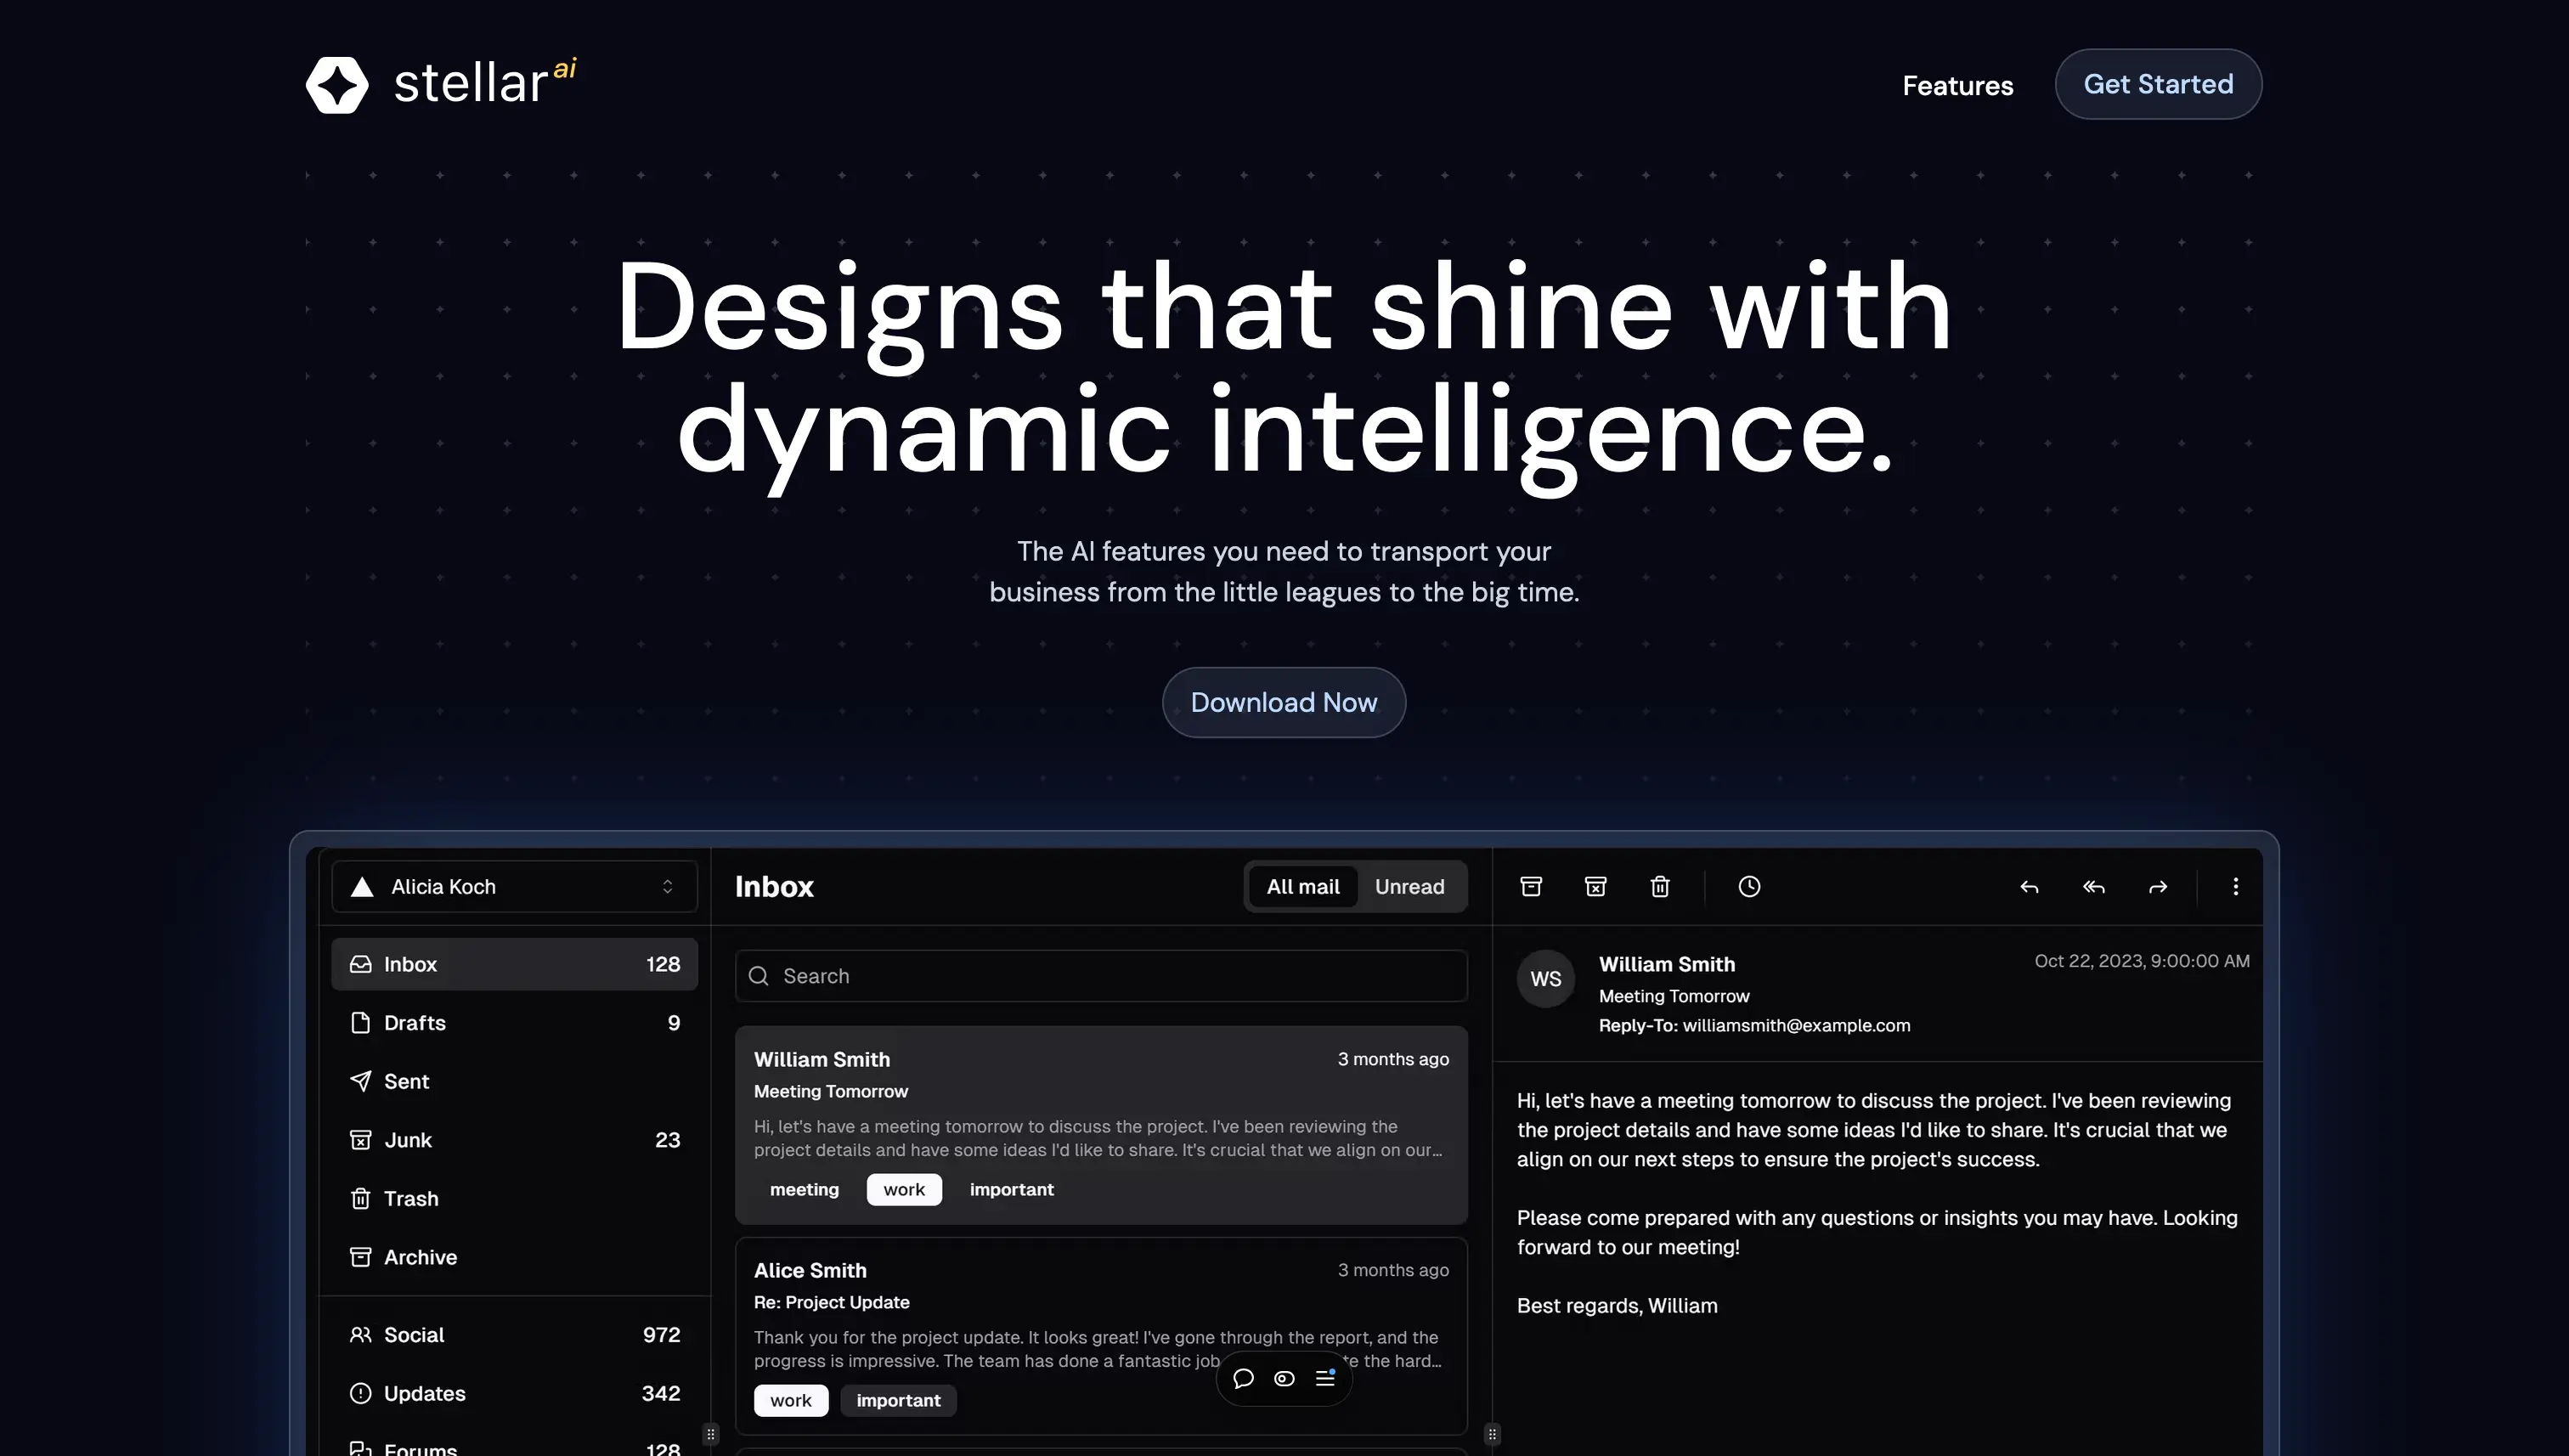 stellar ai
Features
Get Started
Designs that shine with
dynamic intelligence.
The AI features you need to transport your
business from the little leagues to the big time.
Download Now
Alicia Koch
Inbox 128
Drafts 9
Sent
Junk 23
Trash
Archive
Social 972
Updates 342
Forums 128
Inbox
All mail
Unread
Search
William Smith 3 months ago
Meeting Tomorrow
Hi, let's have a meeting tomorrow to discuss the project. I've been reviewing the
project details and have some ideas I'd like to share. It's crucial that we align on our...
meeting work important
Alice Smith 3 months ago
Re: Project Update
Thank you for the project update. It looks great! I've gone through the report, and the
progress is impressive. The team has done a fantastic job the hard...
work important
WS
William Smith Oct 22, 2023, 9:00:00 AM
Meeting Tomorrow
Reply-To: williamsmith@example.com
Hi, let's have a meeting tomorrow to discuss the project. I've been reviewing
the project details and have some ideas I'd like to share. It's crucial that we
align on our next steps to ensure the project's success.
Please come prepared with any questions or insights you may have. Looking
forward to our meeting!
Best regards, William